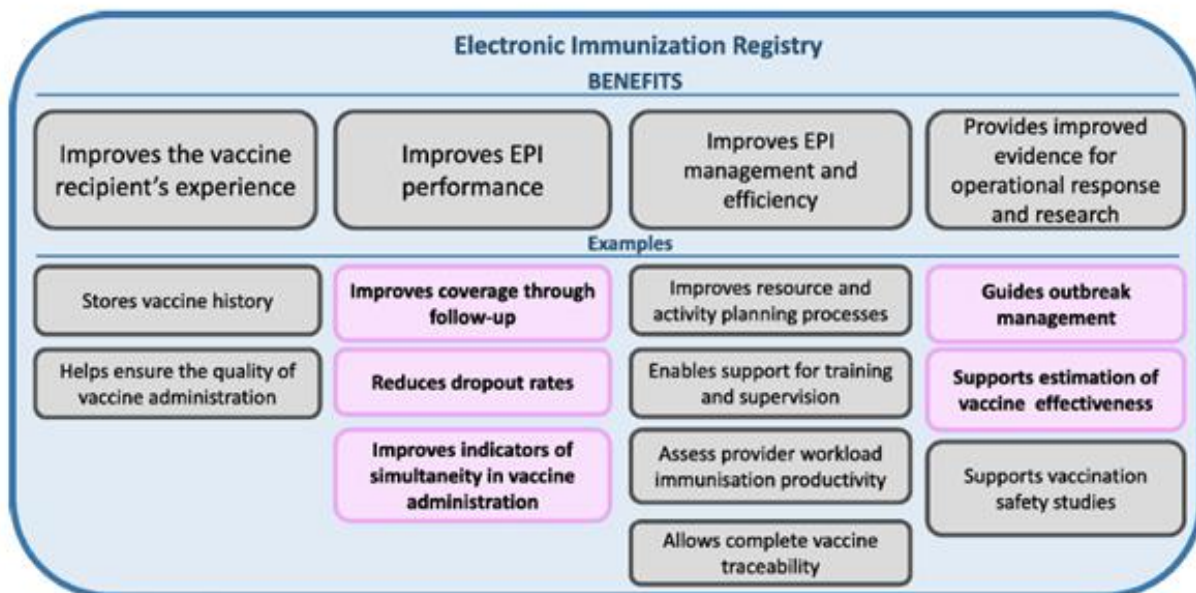 Electronic Immunization Registry
BENEFITS
Improves the vaccine
recipient's experience
Improves EPI
performance
Improves EPI
management and
efficiency
Provides improved
evidence for
operational response
and research
Examples
Stores vaccine history
Helps ensure the quality of
vaccine administration
Improves coverage through
follow-up
Reduces dropout rates
Improves indicators of
simultaneity in vaccine
administration
Improves resource and
activity planning processes
Enables support for training
and supervision
Assess provider workload
immunisation productivity
Allows complete vaccine
traceability
Guides outbreak
management
Supports estimation of
vaccine effectiveness
Supports vaccination
safety studies